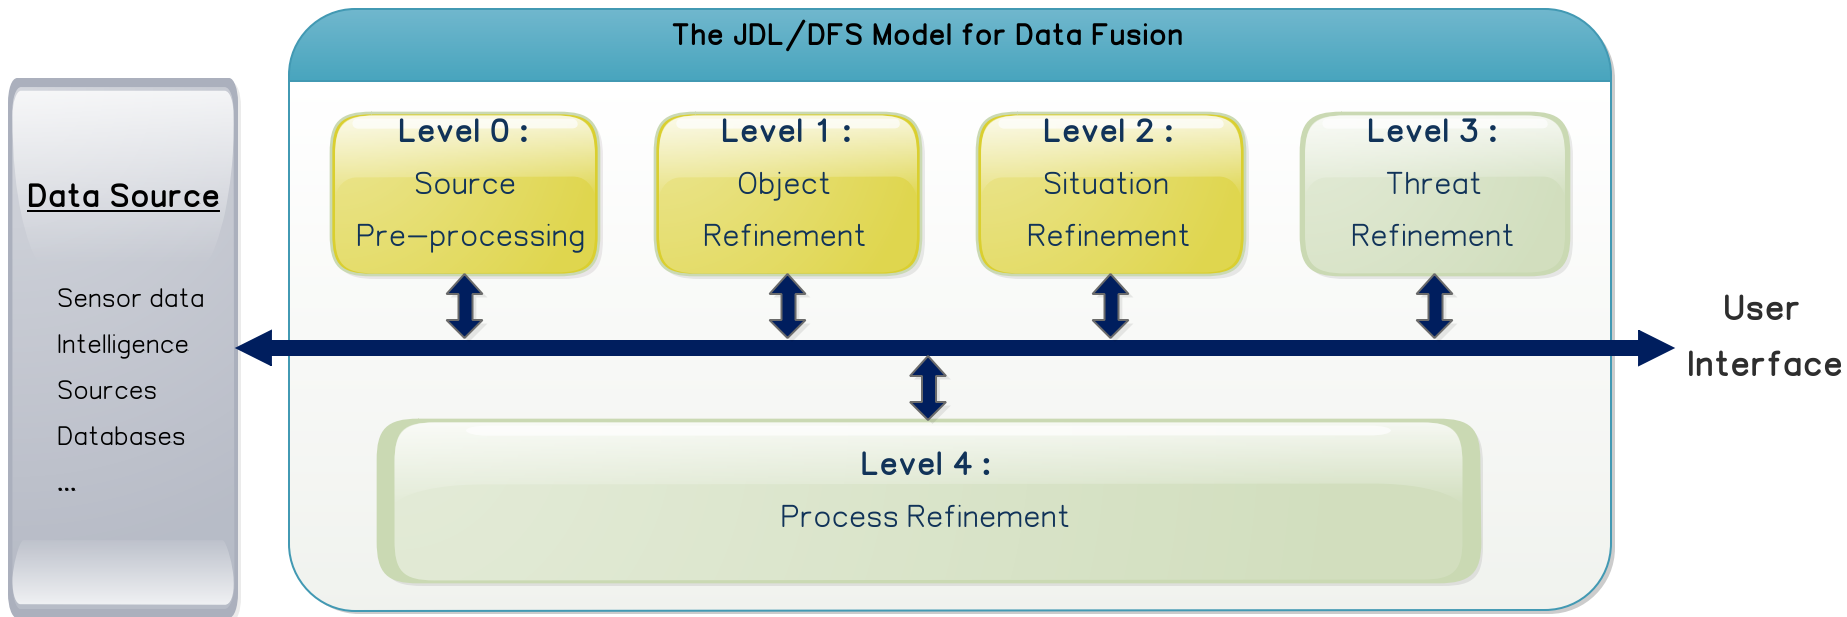 The JDL/DFS Model for Data Fusion
Data Source
Sensor data
Intelligence
Sources
Databases
...
Level 0 :
Source
Pre-processing
Level 1 :
Object
Refinement
Level 2 :
Situation
Refinement
Level 3 :
Threat
Refinement
Level 4 :
Process Refinement
User
Interface